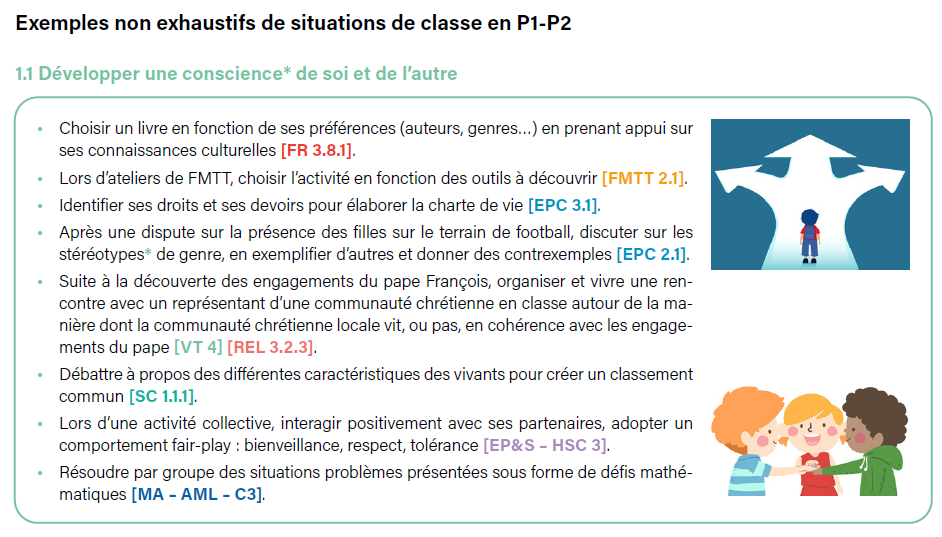 Exemples non exhaustifs de situations de classe en P1-P2
1.1 Développer une conscience* de soi et de l’autre
• Choisir un livre en fonction de ses préférences (auteurs, genres…) en prenant appui sur
ses connaissances culturelles [FR 3.8.1].
• Lors d’ateliers de FMTT, choisir l’activité en fonction des outils à découvrir [FMTT 2.1].
• Identifier ses droits et ses devoirs pour élaborer la charte de vie [EPC 3.1].
• Après une dispute sur la présence des filles sur le terrain de football, discuter sur les
stéréotypes* de genre, en exemplifier d’autres et donner des contrexemples [EPC 2.1].
• Suite à la découverte des engagements du pape François, organiser et vivre une ren-
contre avec un représentant d’une communauté chrétienne en classe autour de la ma-
nière dont la communauté chrétienne locale vit, ou pas, en cohérence avec les engage-
ments du pape [VT 4] [REL 3.2.3].
• Débattre à propos des différentes caractéristiques des vivants pour créer un classement
commun [SC 1.1.1].
• Lors d’une activité collective, interagir positivement avec ses partenaires, adopter un
comportement fair-play : bienveillance, respect, tolérance [EP&S – HSC 3].
• Résoudre par groupe des situations problèmes présentées sous forme de défis mathé-
matiques [MA – AML – C3].